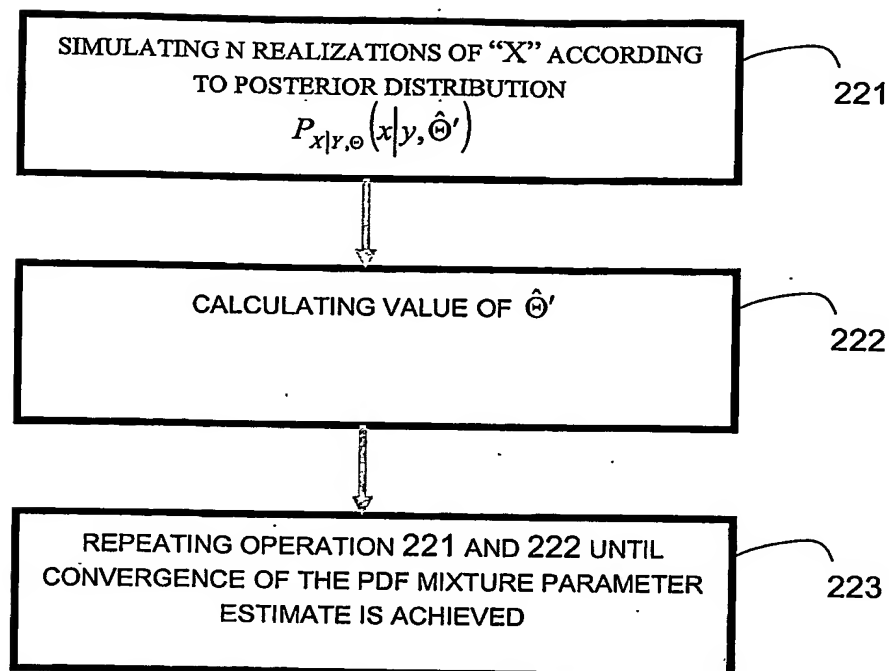 SIMULATING N REALIZATIONS OF “X” ACCORDING
TO POSTERIOR DISTRIBUTION
P_{X|Y,Θ}(x|y,Θ̂′)
221
CALCULATING VALUE OF Θ̂′
222
REPEATING OPERATION 221 AND 222 UNTIL
CONVERGENCE OF THE PDF MIXTURE PARAMETER
ESTIMATE IS ACHIEVED
223